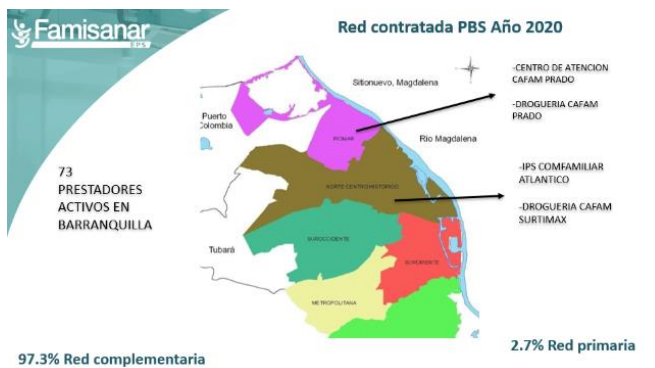 Famisanar
EPS
Red contratada PBS Año 2020
-CENTRO DE ATENCION
CAFAM PRADO
-DROGUERIA CAFAM
PRADO
Sitionuevo, Magdalena
Puerto
Colombia
RIOMAR
Rio Magdalena
73
PRESTADORES
ACTIVOS EN
BARRANQUILLA
NORTE CENTRO HISTORICO
-IPS COMFAMILIAR
ATLANTICO
-DROGUERIA CAFAM
SURTIMAX
SUROCCIDENTE
Tubará
SURORIENTE
METROPOLITANA
2.7% Red primaria
97.3% Red complementaria